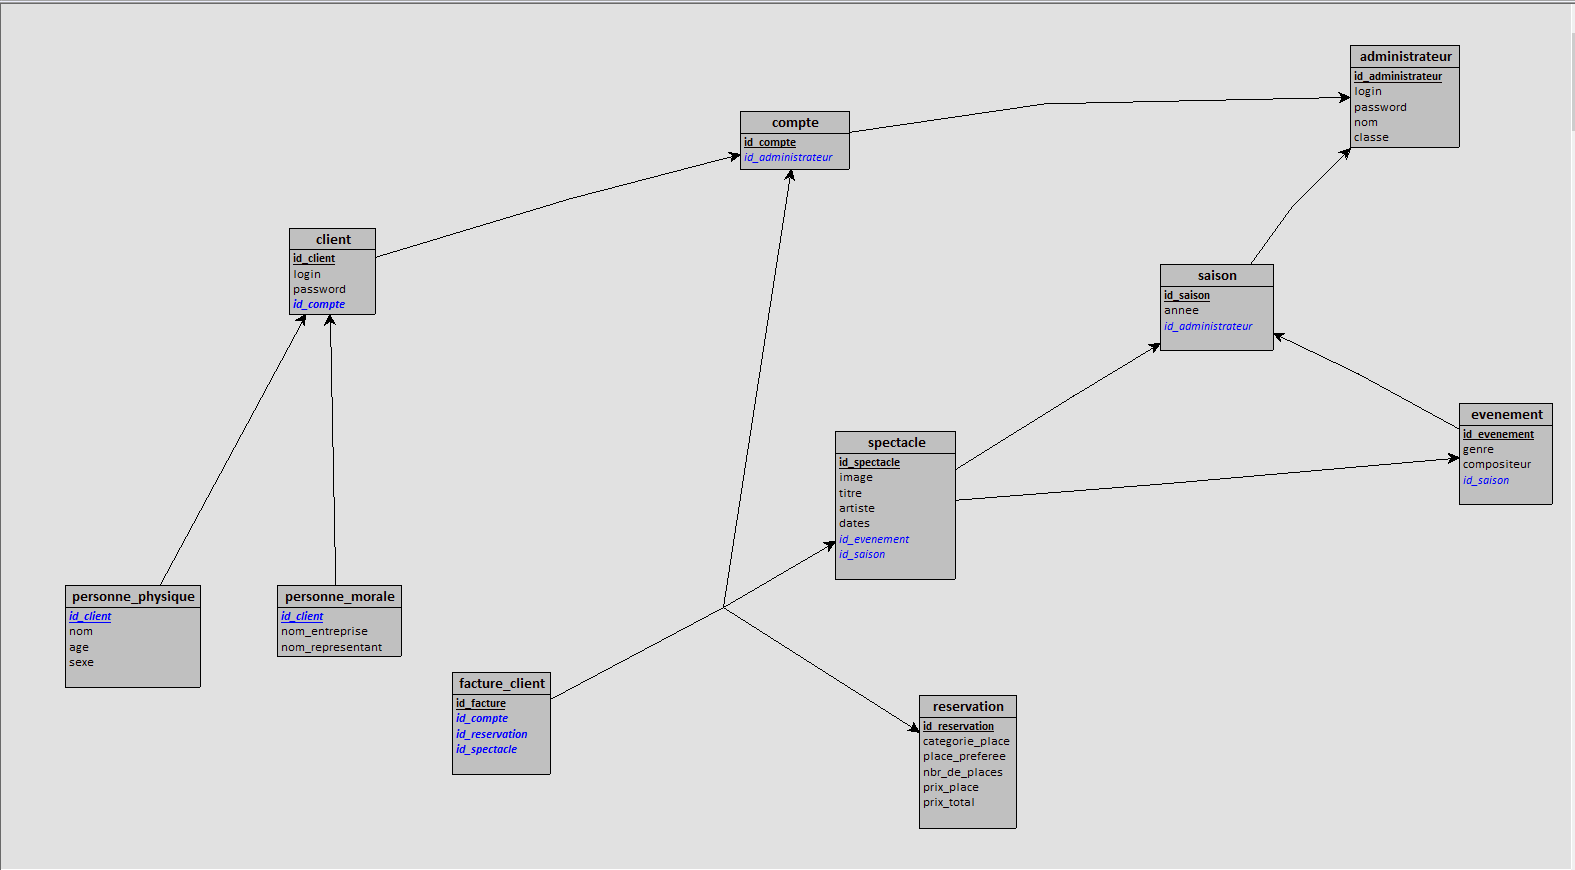 administrateur
id_administrateur
login
password
nom
classe
compte
id_compte
id_administrateur
client
id_client
login
password
id_compte
saison
id_saison
annee
id_administrateur
evenement
id_evenement
genre
compositeur
id_saison
spectacle
id_spectacle
image
titre
artiste
dates
id_evenement
id_saison
personne_physique
id_client
nom
age
sexe
personne_morale
id_client
nom_entreprise
nom_representant
facture_client
id_facture
id_compte
id_reservation
id_spectacle
reservation
id_reservation
categorie_place
place_preferee
nbr_de_places
prix_place
prix_total